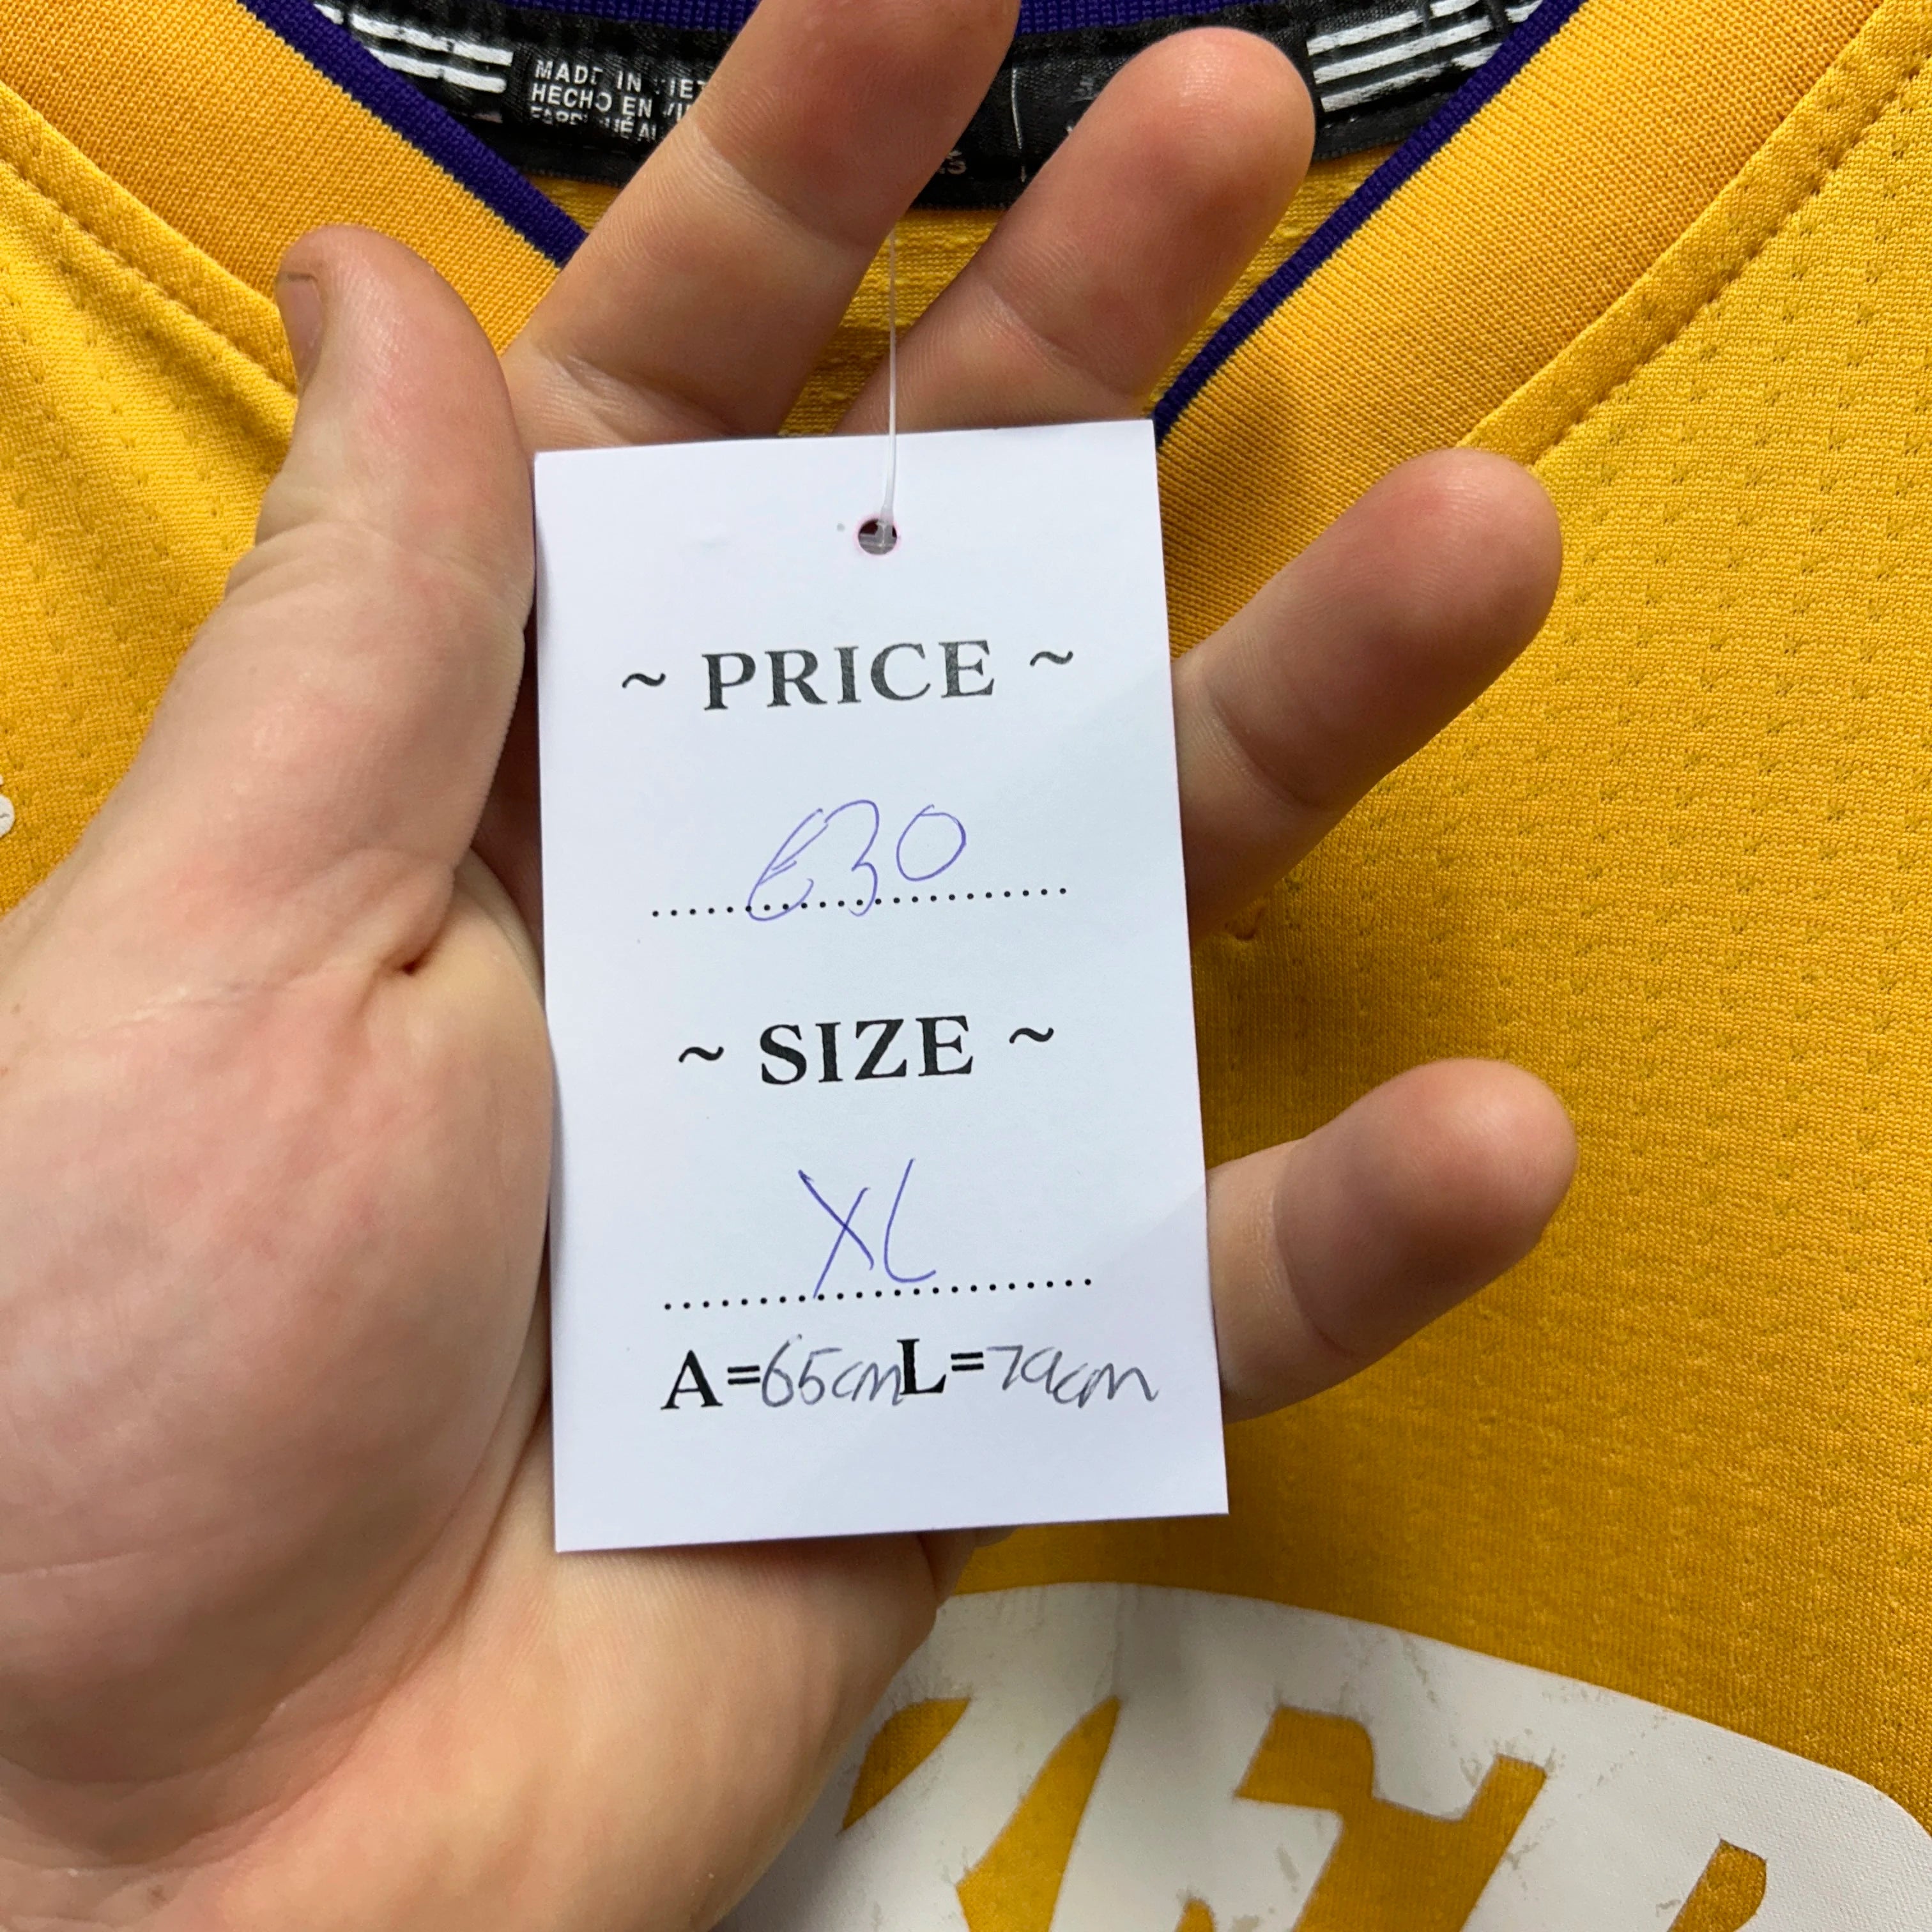 MADE IN VIET
HECHO EN VI
~ PRICE ~
£30
~ SIZE ~
XL
A=65cm L=79cm